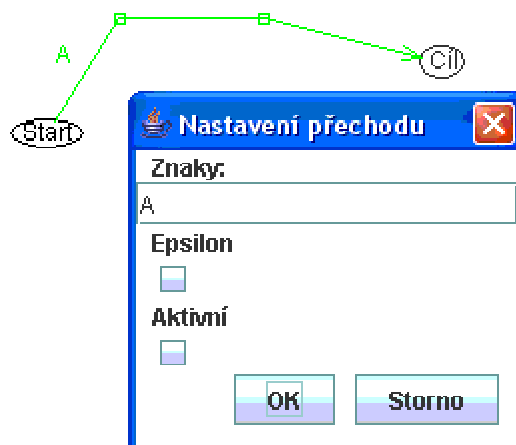 A
Cíl
Start
Nastavení přechodu
Znaky:
A
Epsilon
Aktivní
OK
Storno